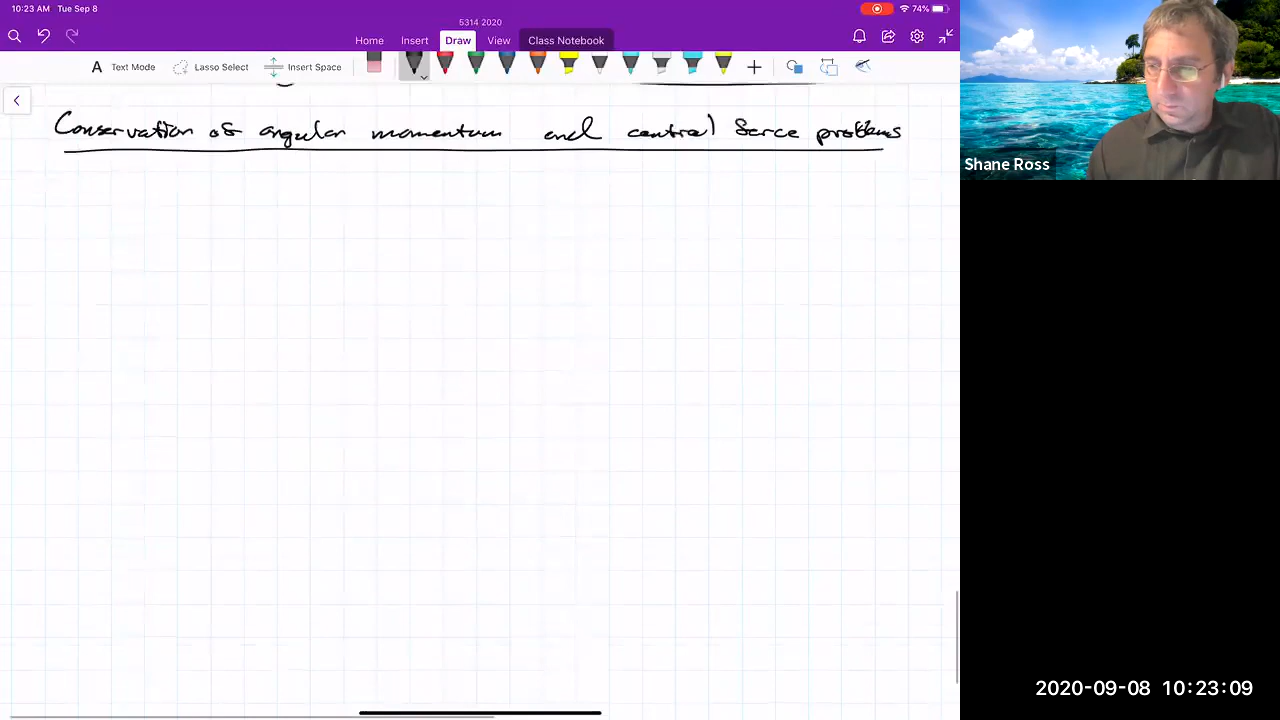 10:23 AM Tue Sep 8
74%
5314 2020
Home Insert Draw View Class Notebook
A Text Mode Lasso Select Insert Space
Conservation of angular momentum and central force problems
Shane Ross
2020-09-08 10:23:09